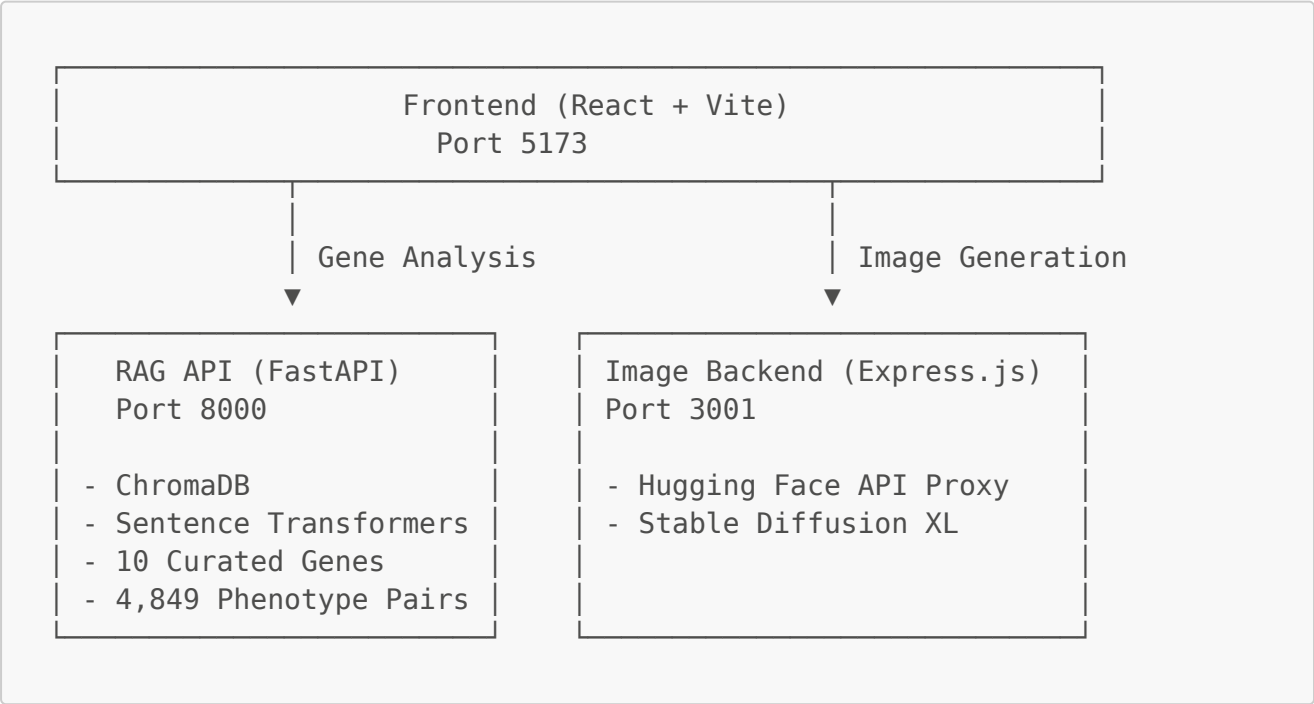 Frontend (React + Vite)
Port 5173
Gene Analysis
Image Generation
RAG API (FastAPI)
Port 8000
- ChromaDB
- Sentence Transformers
- 10 Curated Genes
- 4,849 Phenotype Pairs
Image Backend (Express.js)
Port 3001
- Hugging Face API Proxy
- Stable Diffusion XL